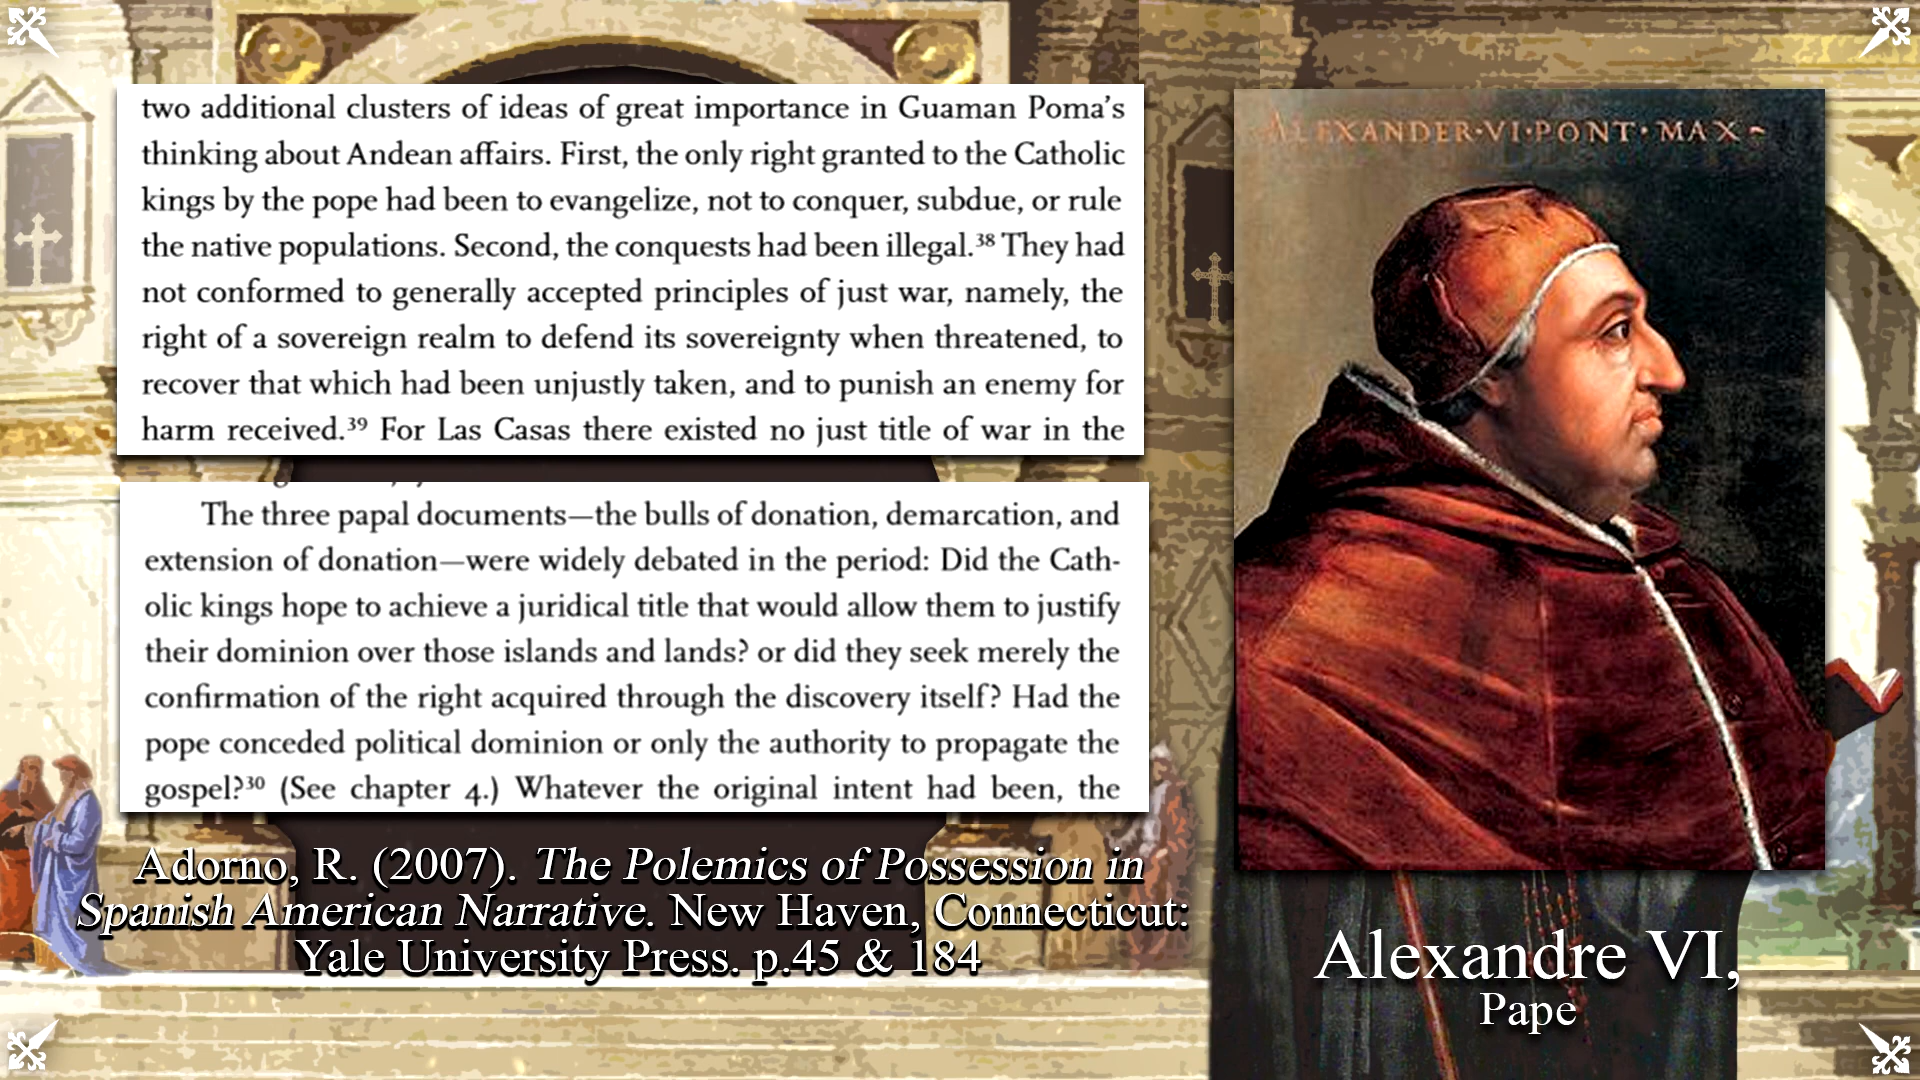 two additional clusters of ideas of great importance in Guaman Poma’s
thinking about Andean affairs. First, the only right granted to the Catholic
kings by the pope had been to evangelize, not to conquer, subdue, or rule
the native populations. Second, the conquests had been illegal.³⁸ They had
not conformed to generally accepted principles of just war, namely, the
right of a sovereign realm to defend its sovereignty when threatened, to
recover that which had been unjustly taken, and to punish an enemy for
harm received.³⁹ For Las Casas there existed no just title of war in the
The three papal documents—the bulls of donation, demarcation, and
extension of donation—were widely debated in the period: Did the Cath-
olic kings hope to achieve a juridical title that would allow them to justify
their dominion over those islands and lands? or did they seek merely the
confirmation of the right acquired through the discovery itself? Had the
pope conceded political dominion or only the authority to propagate the
gospel?³⁰ (See chapter 4.) Whatever the original intent had been, the
Adorno, R. (2007). The Polemics of Possession in
Spanish American Narrative. New Haven, Connecticut:
Yale University Press. p.45 & 184
ALEXANDER·VI·PONT·MAX~
Alexandre VI,
Pape